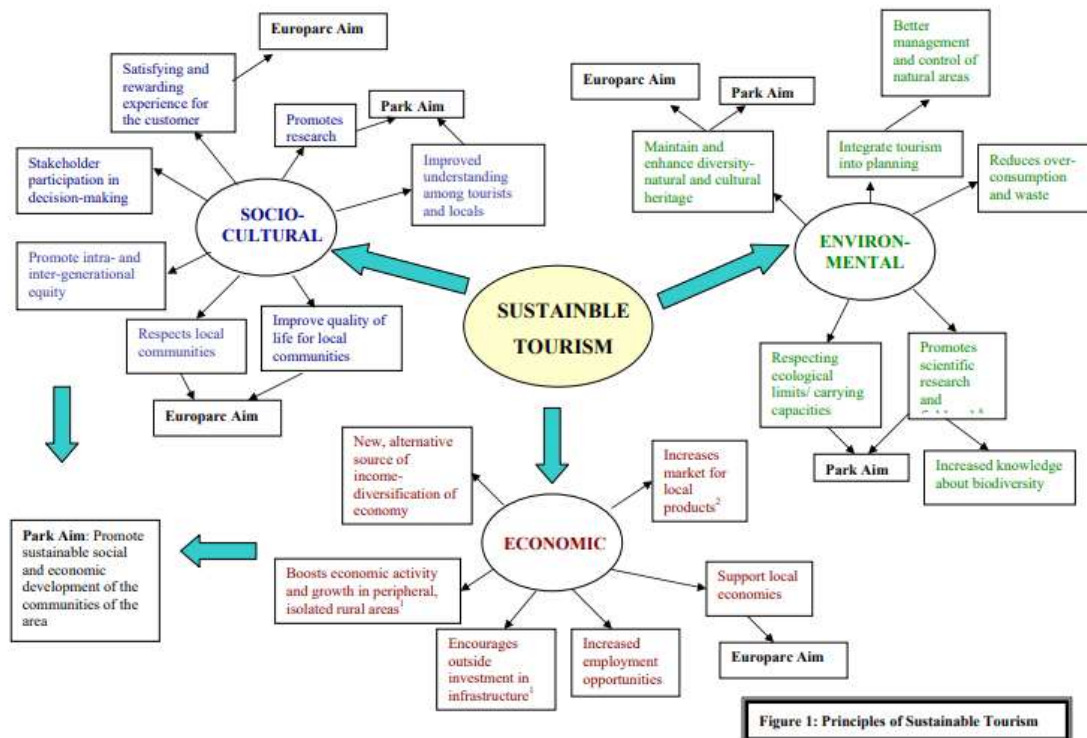 Europarc Aim
Satisfying and
rewarding
experience for
the customer
Promotes
research
Park Aim
Stakeholder
participation in
decision-making
Improved
understanding
among tourists
and locals
SOCIO-
CULTURAL
Promote intra- and
inter-generational
equity
Respects local
communities
Improve quality of
life for local
communities
Europarc Aim
Better
management
and control of
natural areas
Europarc Aim
Park Aim
Maintain and
enhance diversity-
natural and cultural
heritage
Integrate tourism
into planning
Reduces over-
consumption
and waste
ENVIRON-
MENTAL
SUSTAINBLE
TOURISM
Respecting
ecological
limits/ carrying
capacities
Promotes
scientific
research
and
Park Aim
Increased knowledge
about biodiversity
New, alternative
source of
income-
diversification of
economy
Increases
market for
local
products²
ECONOMIC
Park Aim: Promote
sustainable social
and economic
development of the
communities of the
area
Boosts economic activity
and growth in peripheral,
isolated rural areas¹
Support local
economies
Encourages
outside
investment in
infrastructure¹
Increased
employment
opportunities
Europarc Aim
Figure 1: Principles of Sustainable Tourism